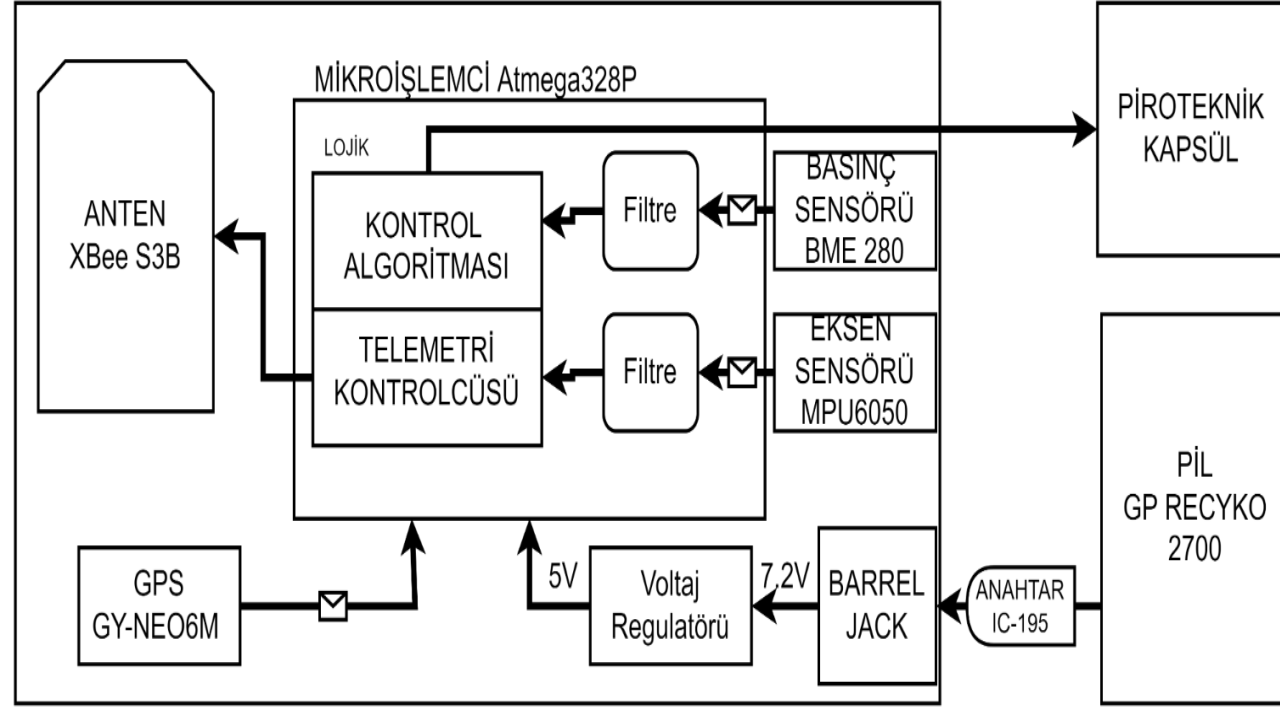 MİKROİŞLEMCİ Atmega328P
LOJİK
ANTEN
XBee S3B
KONTROL
ALGORİTMASI
TELEMETRİ
KONTROLCÜSÜ
Filtre
Filtre
BASINÇ
SENSÖRÜ
BME 280
EKSEN
SENSÖRÜ
MPU6050
PİROTEKNİK
KAPSÜL
PİL
GP RECYKO
2700
GPS
GY-NEO6M
5V
Voltaj
Regulatörü
7.2V
BARREL
JACK
ANAHTAR
IC-195